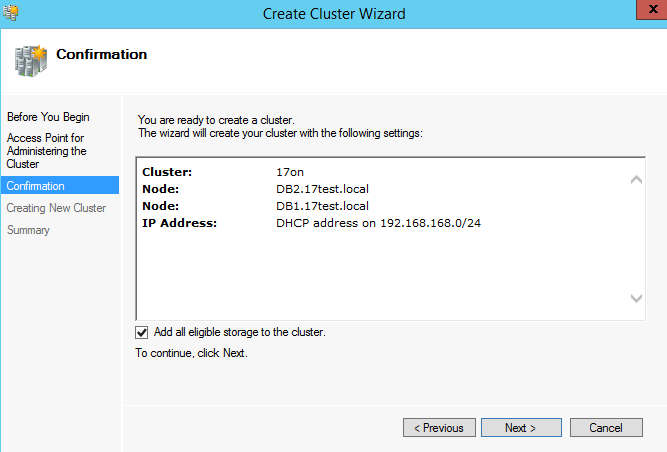 Create Cluster Wizard
Confirmation
Before You Begin
Access Point for
Administering the
Cluster
Confirmation
Creating New Cluster
Summary
You are ready to create a cluster.
The wizard will create your cluster with the following settings:
Cluster: 17on
Node: DB2.17test.local
Node: DB1.17test.local
IP Address: DHCP address on 192.168.168.0/24
Add all eligible storage to the cluster.
To continue, click Next.
< Previous Next > Cancel